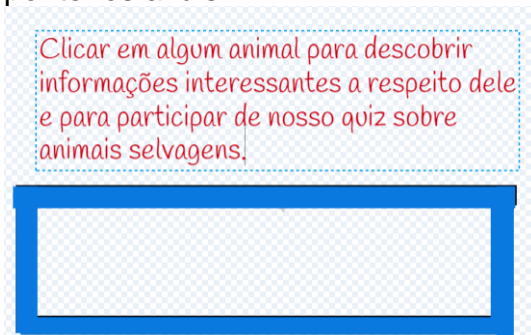 Clicar em algum animal para descobrir
informações interessantes a respeito dele
e para participar de nosso quiz sobre
animais selvagens.